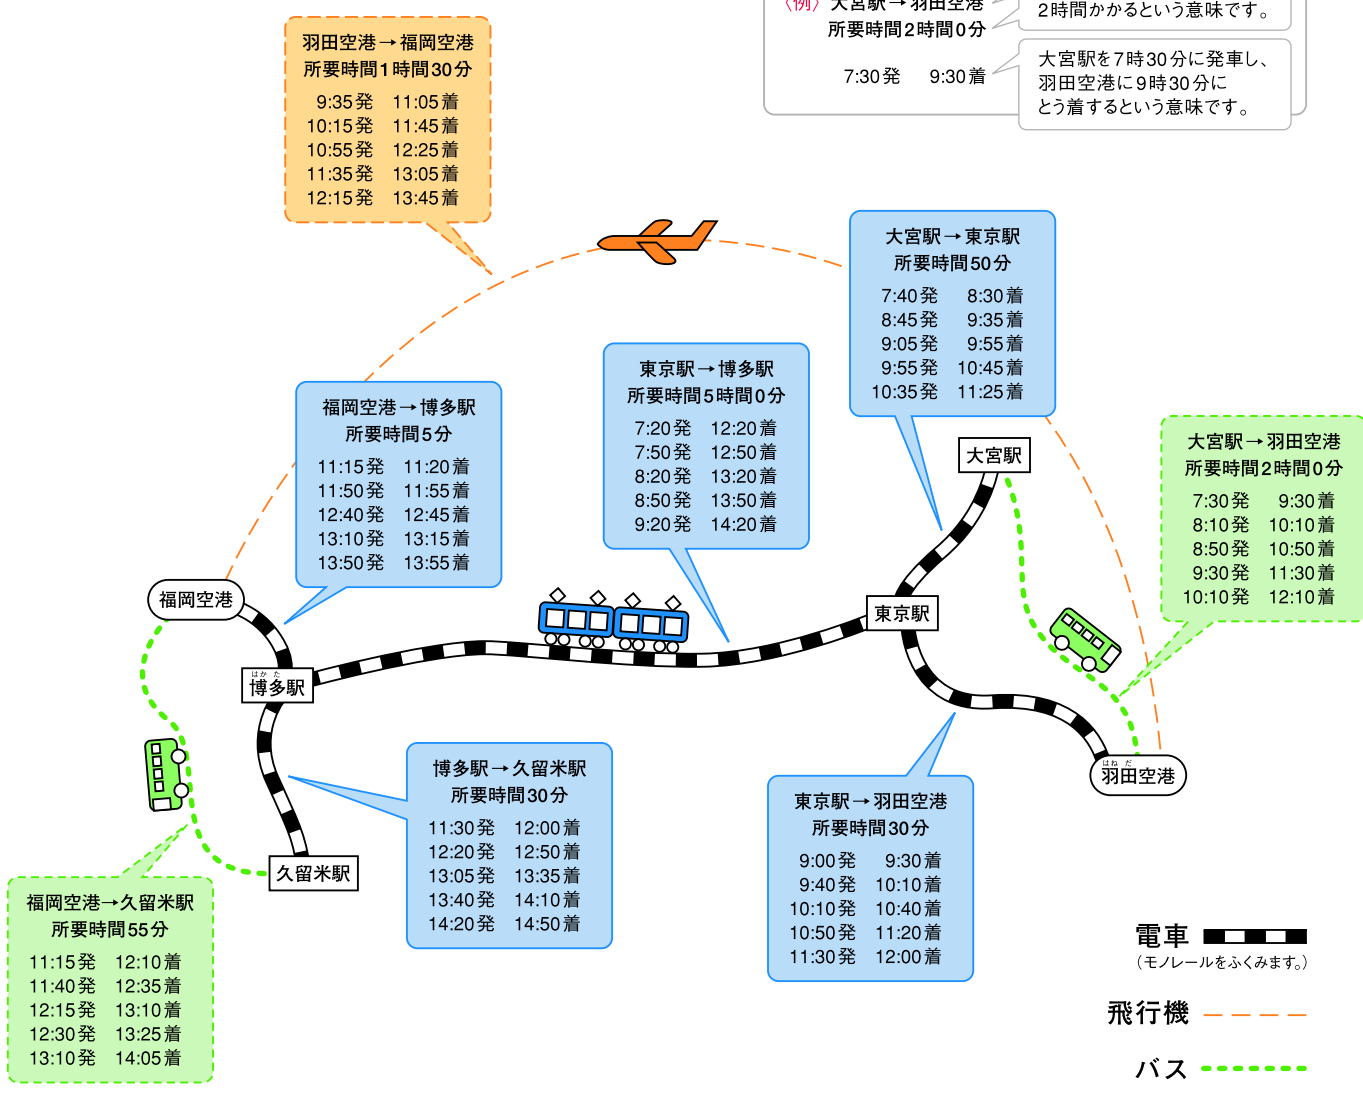 〈例〉大宮駅→羽田空港
所要時間2時間0分
2時間かかるという意味です。
7:30発 9:30着
大宮駅を7時30分に発車し、
羽田空港に9時30分に
とう着するという意味です。
羽田空港→福岡空港
所要時間1時間30分
9:35発 11:05着
10:15発 11:45着
10:55発 12:25着
11:35発 13:05着
12:15発 13:45着
大宮駅→東京駅
所要時間50分
7:40発 8:30着
8:45発 9:35着
9:05発 9:55着
9:55発 10:45着
10:35発 11:25着
東京駅→博多駅
所要時間5時間0分
7:20発 12:20着
7:50発 12:50着
8:20発 13:20着
8:50発 13:50着
9:20発 14:20着
福岡空港→博多駅
所要時間5分
11:15発 11:20着
11:50発 11:55着
12:40発 12:45着
13:10発 13:15着
13:50発 13:55着
大宮駅
大宮駅→羽田空港
所要時間2時間0分
7:30発 9:30着
8:10発 10:10着
8:50発 10:50着
9:30発 11:30着
10:10発 12:10着
福岡空港
東京駅
はかた
博多駅
はねだ
羽田空港
博多駅→久留米駅
所要時間30分
11:30発 12:00着
12:20発 12:50着
13:05発 13:35着
13:40発 14:10着
14:20発 14:50着
東京駅→羽田空港
所要時間30分
9:00発 9:30着
9:40発 10:10着
10:10発 10:40着
10:50発 11:20着
11:30発 12:00着
久留米駅
福岡空港→久留米駅
所要時間55分
11:15発 12:10着
11:40発 12:35着
12:15発 13:10着
12:30発 13:25着
13:10発 14:05着
電車
（モノレールをふくみます。）
飛行機
バス